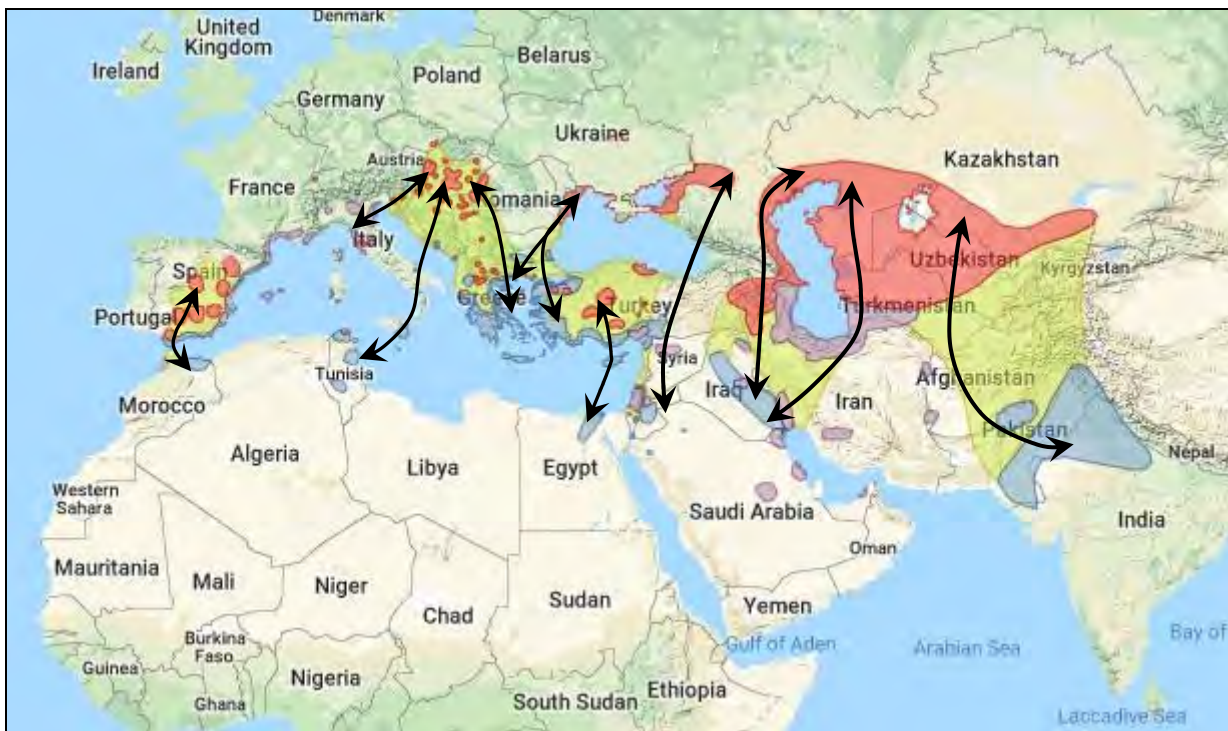 Denmark
United
Kingdom
Ireland
Belarus
Poland
Germany
Ukraine
Austria
Kazakhstan
France
omania
Italy
Uzbekistan
Spain
Kyrgyzstan
Greece
Turkey
Turkmenistan
Portugal
Syria
Tunisia
Afghanistan
Iraq
Iran
Morocco
Pakistan
Algeria
Libya
Egypt
Nepal
Western
Sahara
Saudi Arabia
India
Oman
Mauritania
Mali
Niger
Sudan
Chad
Yemen
Burkina
Faso
Gulf of Aden
Arabian Sea
Bay of
Guinea
Nigeria
Ethiopia
Ghana
South Sudan
Laccadive Sea